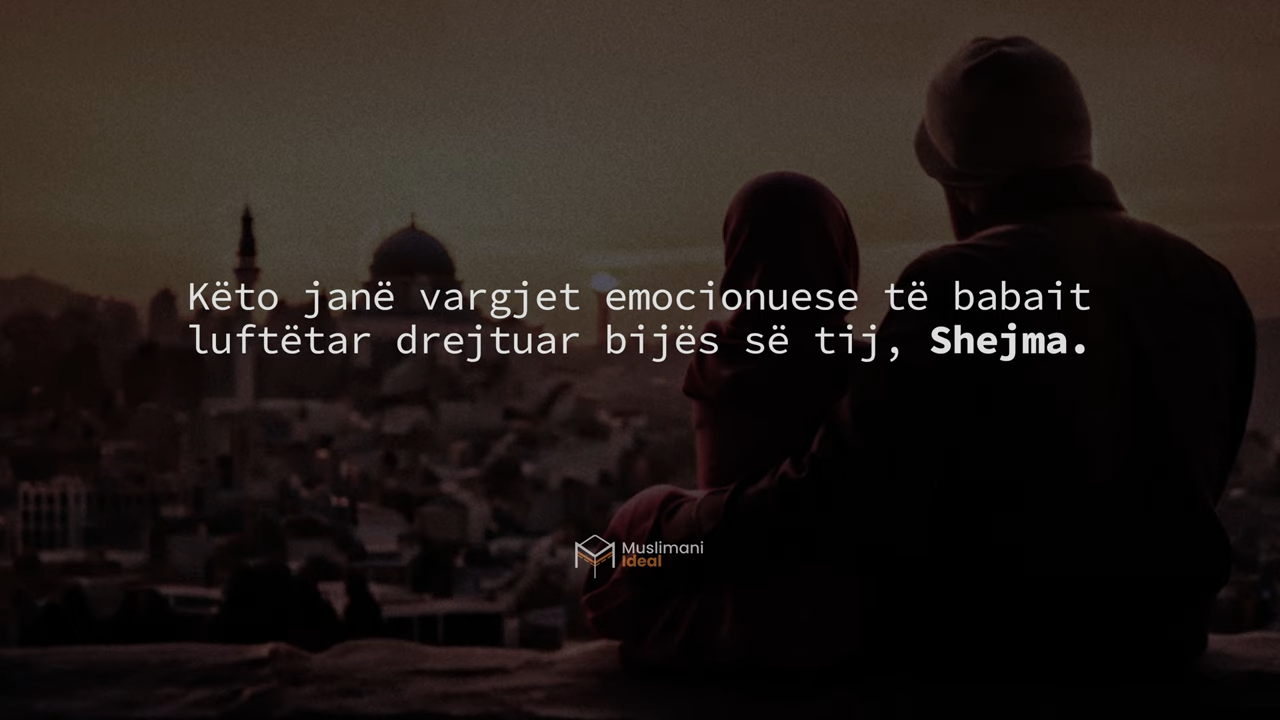 Këto janë vargjet emocionuese të babait
luftëtar drejtuar bijës së tij, Shejma.
Muslimani
Ideal